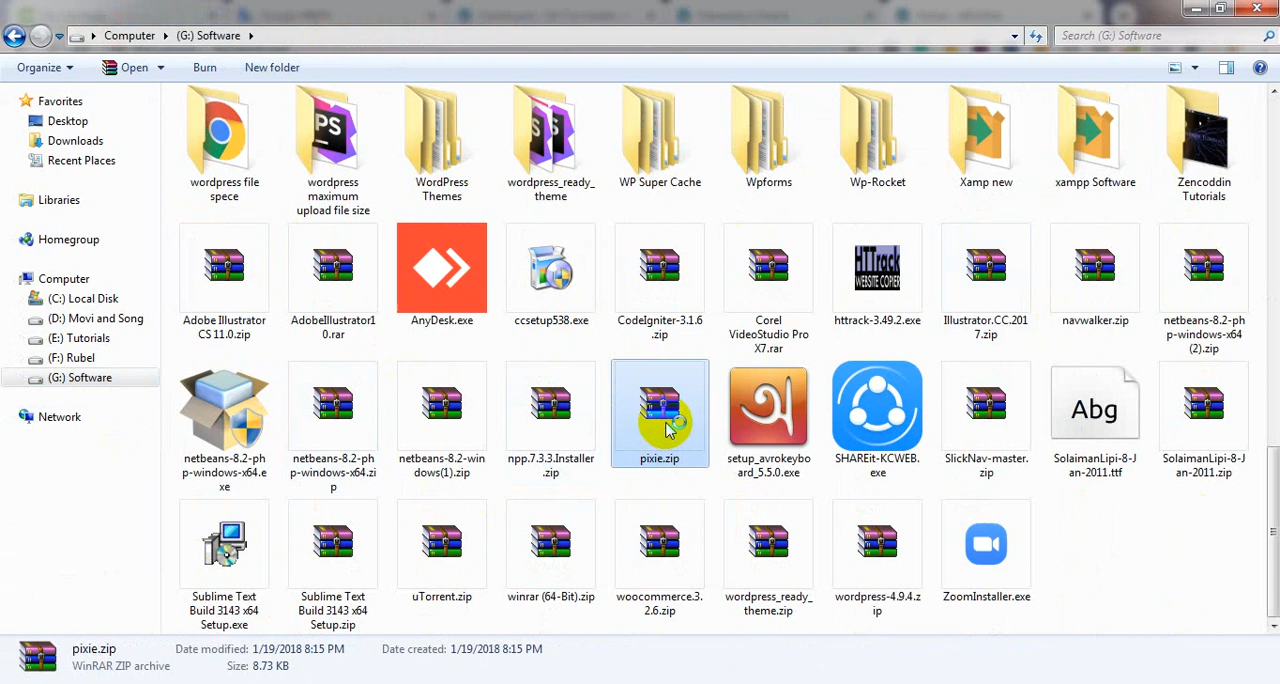 Computer (G:) Software
Search (G:) Software
Organize Open Burn New folder
Favorites
Desktop
Downloads
Recent Places
Libraries
Homegroup
Computer
(C:) Local Disk
(D:) Movi and Song
(E:) Tutorials
(F:) Rubel
(G:) Software
Network
wordpress file
spece
PS
wordpress
maximum
upload file size
WordPress
Themes
wordpress_ready_
theme
WP Super Cache
Wpforms
Wp-Rocket
Xamp new
xampp Software
Zencoddin
Tutorials
Adobe Illustrator
CS 11.0.zip
AdobeIllustrator1
0.rar
AnyDesk.exe
ccsetup538.exe
CodeIgniter-3.1.6
.zip
Corel
VideoStudio Pro
X7.rar
HTTrack
WEBSITE COPIER
httrack-3.49.2.exe
Illustrator.CC.201
7.zip
navwalker.zip
netbeans-8.2-ph
p-windows-x64
(2).zip
netbeans-8.2-ph
p-windows-x64.e
xe
netbeans-8.2-ph
p-windows-x64.zi
p
netbeans-8.2-win
dows(1).zip
npp.7.3.3.Installer
.zip
pixie.zip
অ
setup_avrokeybo
ard_5.5.0.exe
SHAREit-KCWEB.
exe
SlickNav-master.
zip
Abg
SolaimanLipi-8-J
an-2011.ttf
SolaimanLipi-8-J
an-2011.zip
Sublime Text
Build 3143 x64
Setup.exe
Sublime Text
Build 3143 x64
Setup.zip
uTorrent.zip
winrar (64-Bit).zip
woocommerce.3.
2.6.zip
wordpress_ready_
theme.zip
wordpress-4.9.4.z
ip
ZoomInstaller.exe
pixie.zip Date modified: 1/19/2018 8:15 PM Date created: 1/19/2018 8:15 PM
WinRAR ZIP archive Size: 8.73 KB